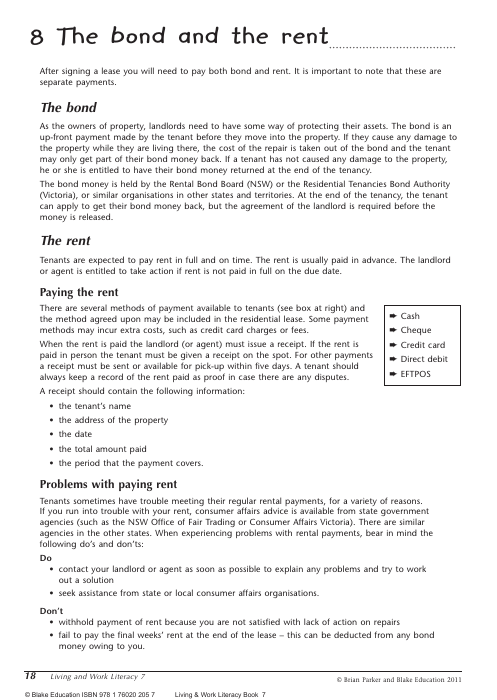 8 The bond and the rent
After signing a lease you will need to pay both bond and rent. It is important to note that these are
separate payments.
The bond
As the owners of property, landlords need to have some way of protecting their assets. The bond is an
up-front payment made by the tenant before they move into the property. If they cause any damage to
the property while they are living there, the cost of the repair is taken out of the bond and the tenant
may only get part of their bond money back. If a tenant has not caused any damage to the property,
he or she is entitled to have their bond money returned at the end of the tenancy.
The bond money is held by the Rental Bond Board (NSW) or the Residential Tenancies Bond Authority
(Victoria), or similar organisations in other states and territories. At the end of the tenancy, the tenant
can apply to get their bond money back, but the agreement of the landlord is required before the
money is released.
The rent
Tenants are expected to pay rent in full and on time. The rent is usually paid in advance. The landlord
or agent is entitled to take action if rent is not paid in full on the due date.
Paying the rent
There are several methods of payment available to tenants (see box at right) and
the method agreed upon may be included in the residential lease. Some payment
methods may incur extra costs, such as credit card charges or fees.
When the rent is paid the landlord (or agent) must issue a receipt. If the rent is
paid in person the tenant must be given a receipt on the spot. For other payments
a receipt must be sent or available for pick-up within five days. A tenant should
always keep a record of the rent paid as proof in case there are any disputes.
➨ Cash
➨ Cheque
➨ Credit card
➨ Direct debit
➨ EFTPOS
A receipt should contain the following information:
• the tenant's name
• the address of the property
• the date
• the total amount paid
• the period that the payment covers.
Problems with paying rent
Tenants sometimes have trouble meeting their regular rental payments, for a variety of reasons.
If you run into trouble with your rent, consumer affairs advice is available from state government
agencies (such as the NSW Office of Fair Trading or Consumer Affairs Victoria). There are similar
agencies in the other states. When experiencing problems with rental payments, bear in mind the
following do's and don'ts:
Do
• contact your landlord or agent as soon as possible to explain any problems and try to work
out a solution
• seek assistance from state or local consumer affairs organisations.
Don't
• withhold payment of rent because you are not satisfied with lack of action on repairs
• fail to pay the final weeks' rent at the end of the lease – this can be deducted from any bond
money owing to you.
18 Living and Work Literacy 7
© Brian Parker and Blake Education 2011
© Blake Education ISBN 978 1 76020 205 7 Living & Work Literacy Book 7